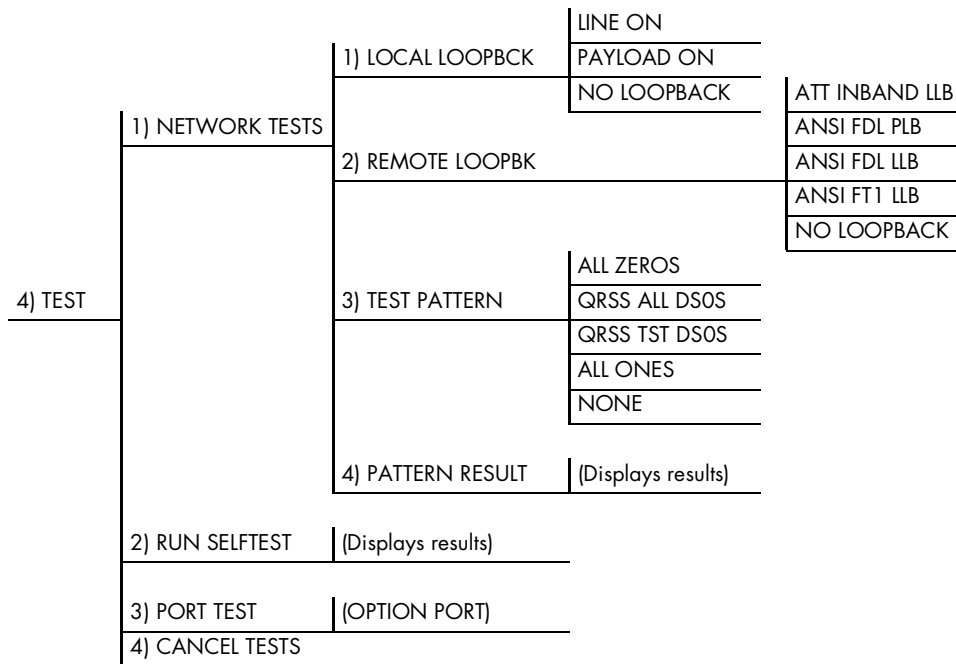 LINE ON
1) LOCAL LOOPBCK
PAYLOAD ON
NO LOOPBACK
ATT INBAND LLB
1) NETWORK TESTS
ANSI FDL PLB
2) REMOTE LOOPBK
ANSI FDL LLB
ANSI FT1 LLB
NO LOOPBACK
ALL ZEROS
4) TEST
3) TEST PATTERN
QRSS ALL DS0S
QRSS TST DS0S
ALL ONES
NONE
4) PATTERN RESULT
(Displays results)
2) RUN SELFTEST
(Displays results)
3) PORT TEST
(OPTION PORT)
4) CANCEL TESTS